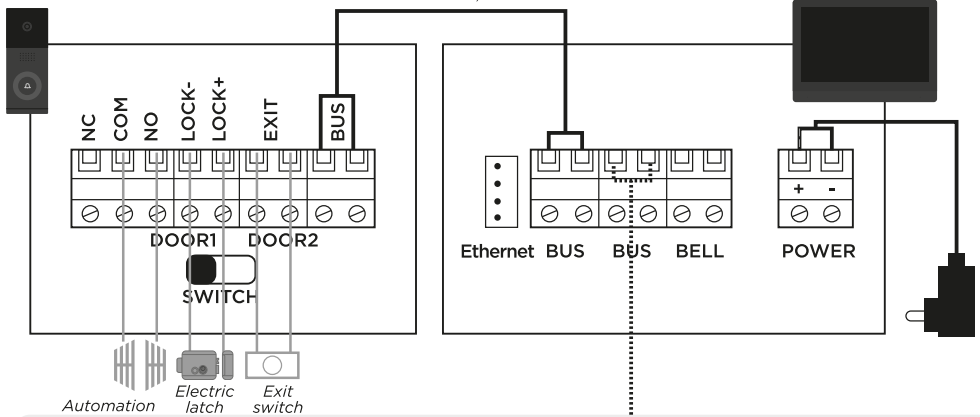 NC
COM
NO
LOCK-
LOCK+
EXIT
BUS
DOOR1 DOOR2
SWITCH
Automation
Electric
latch
Exit
switch
Ethernet BUS BUS BELL
+ -
POWER